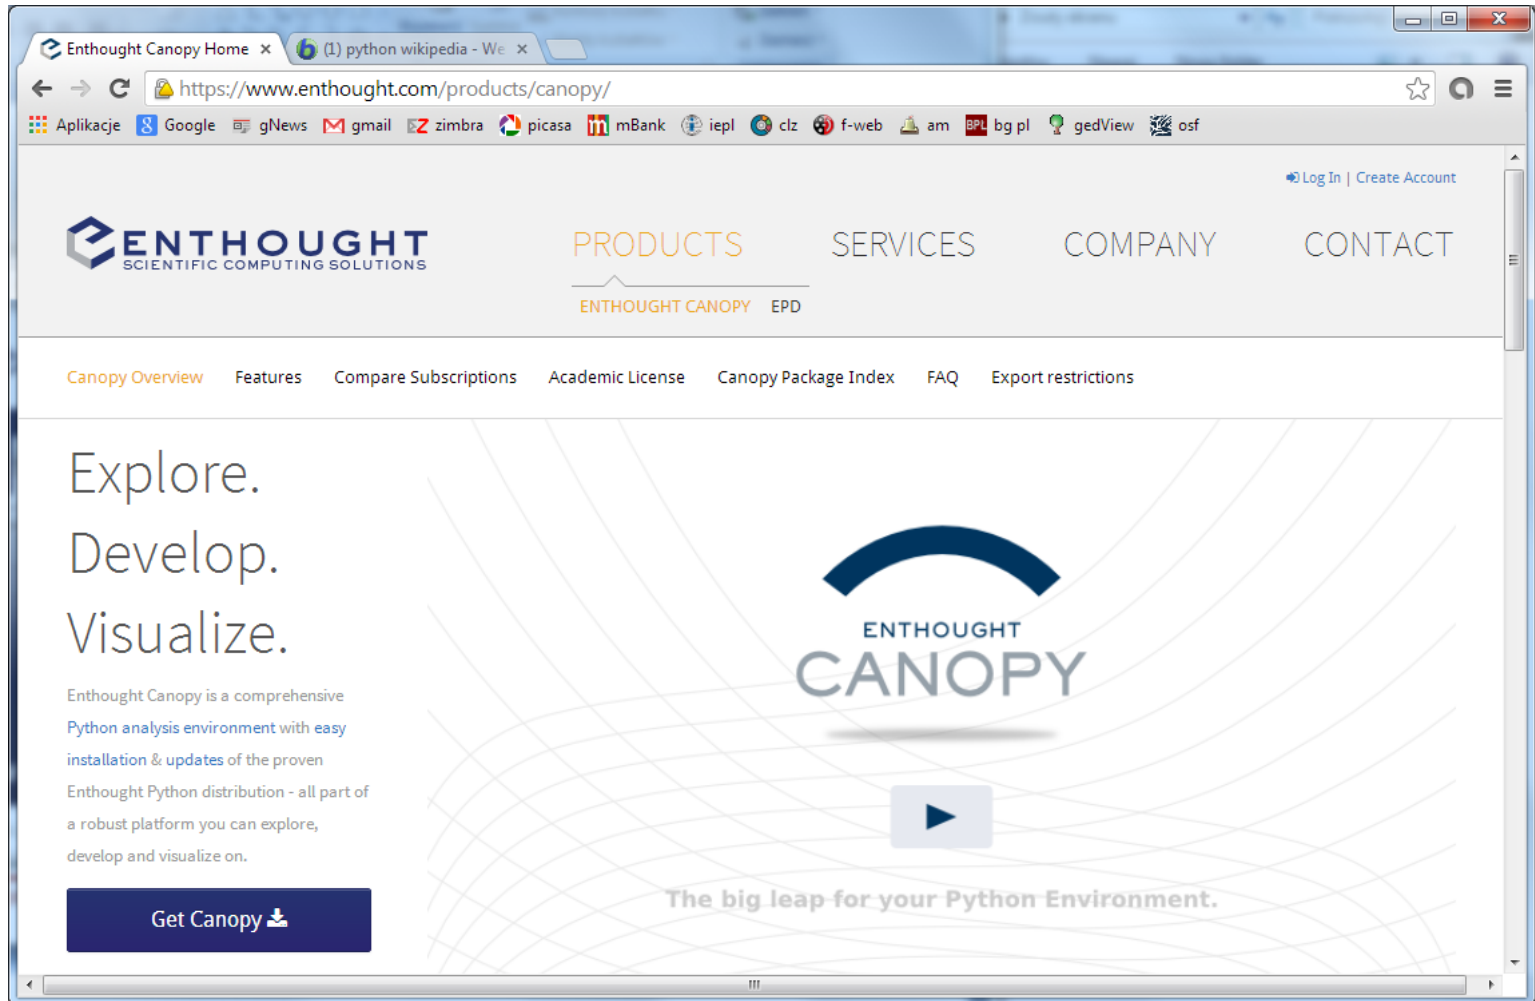 Enthought Canopy Home
(1) python wikipedia - We
https://www.enthought.com/products/canopy/
Aplikacje Google gNews gmail zimbra picasa mBank iepl clz f-web am bg pl gedView osf
Log In | Create Account
ENTHOUGHT
SCIENTIFIC COMPUTING SOLUTIONS
PRODUCTS SERVICES COMPANY CONTACT
ENTHOUGHT CANOPY EPD
Canopy Overview Features Compare Subscriptions Academic License Canopy Package Index FAQ Export restrictions
Explore.
Develop.
Visualize.
Enthought Canopy is a comprehensive
Python analysis environment with easy
installation & updates of the proven
Enthought Python distribution - all part of
a robust platform you can explore,
develop and visualize on.
Get Canopy
ENTHOUGHT
CANOPY
The big leap for your Python Environment.